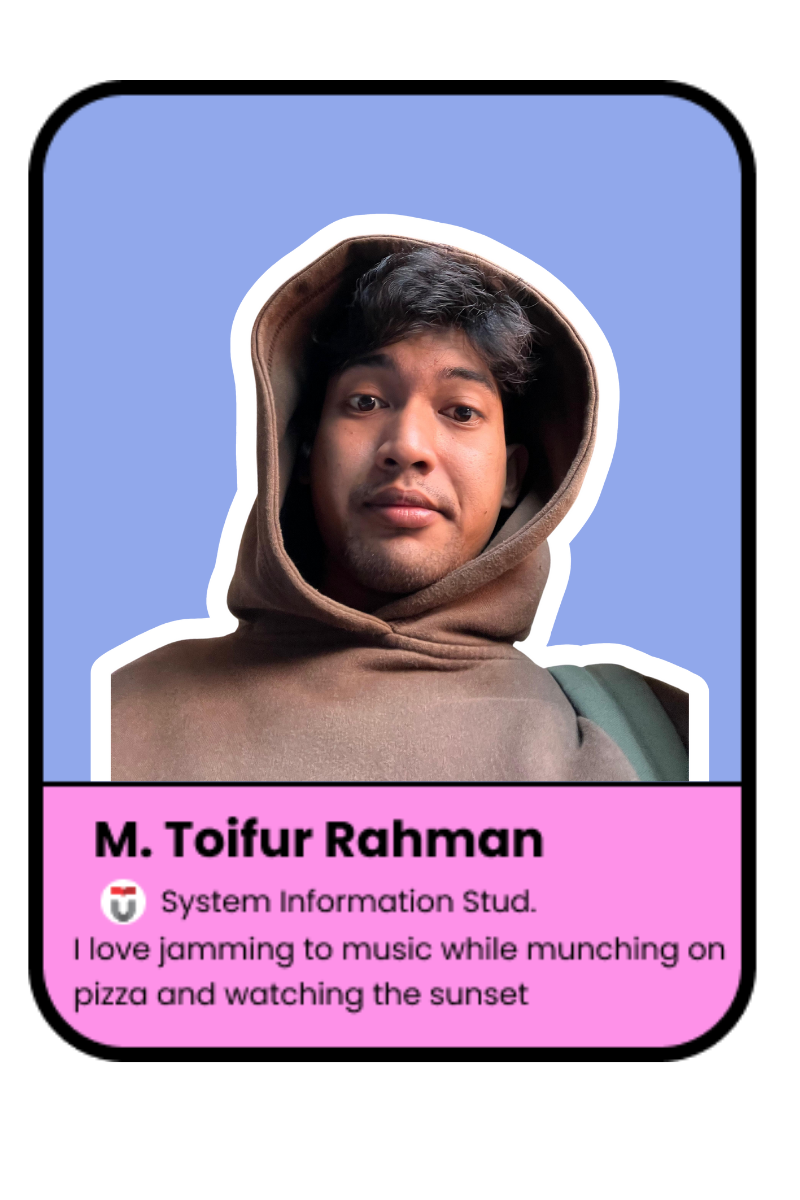 M. Toifur Rahman
System Information Stud.
I love jamming to music while munching on
pizza and watching the sunset